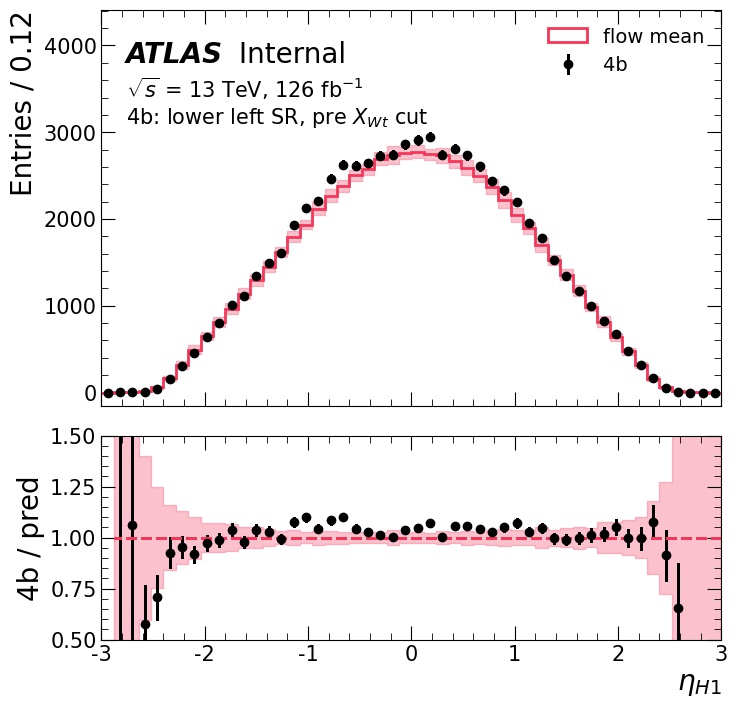 Entries / 0.12
4000
3000
2000
1000
0
ATLAS Internal
√s = 13 TeV, 126 fb⁻¹
4b: lower left SR, pre X_Wt cut
flow mean
4b
4b / pred
1.50
1.25
1.00
0.75
0.50
-3 -2 -1 0 1 2 3
η_H1